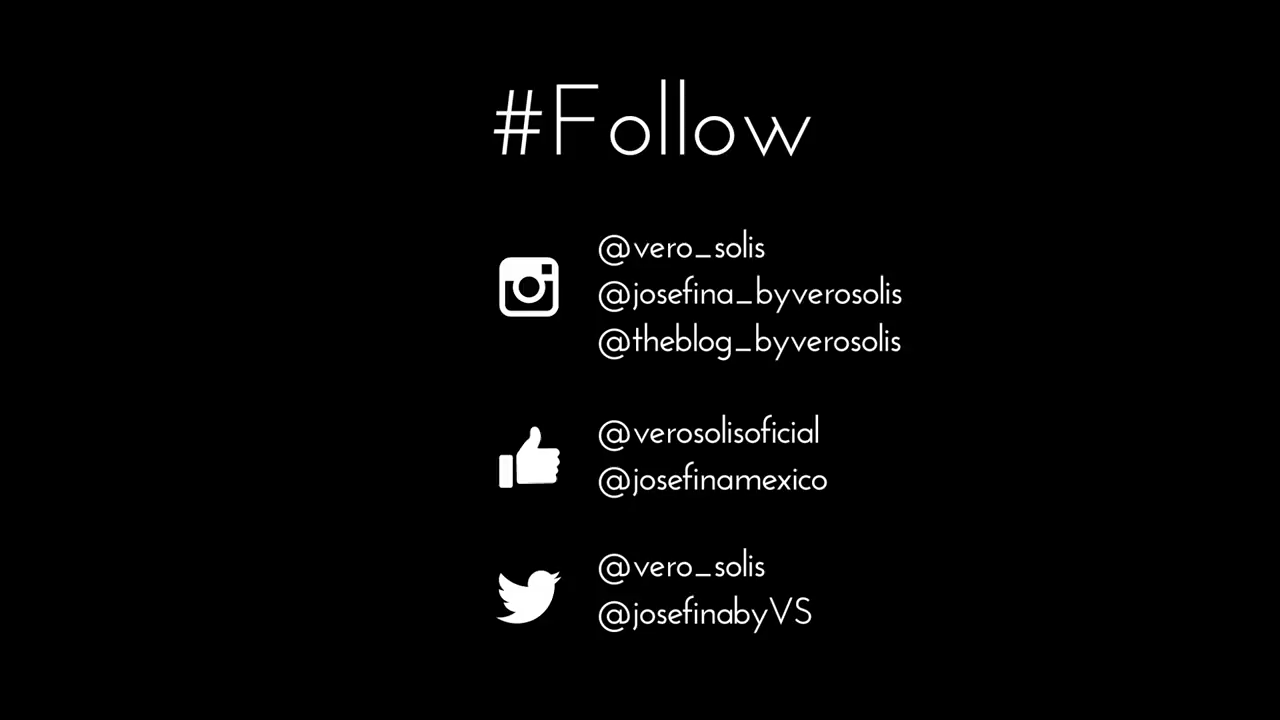 #Follow
@vero_solis
@josefina_byverosolis
@theblog_byverosolis
@verosolisoficial
@josefinamexico
@vero_solis
@josefinabyVS